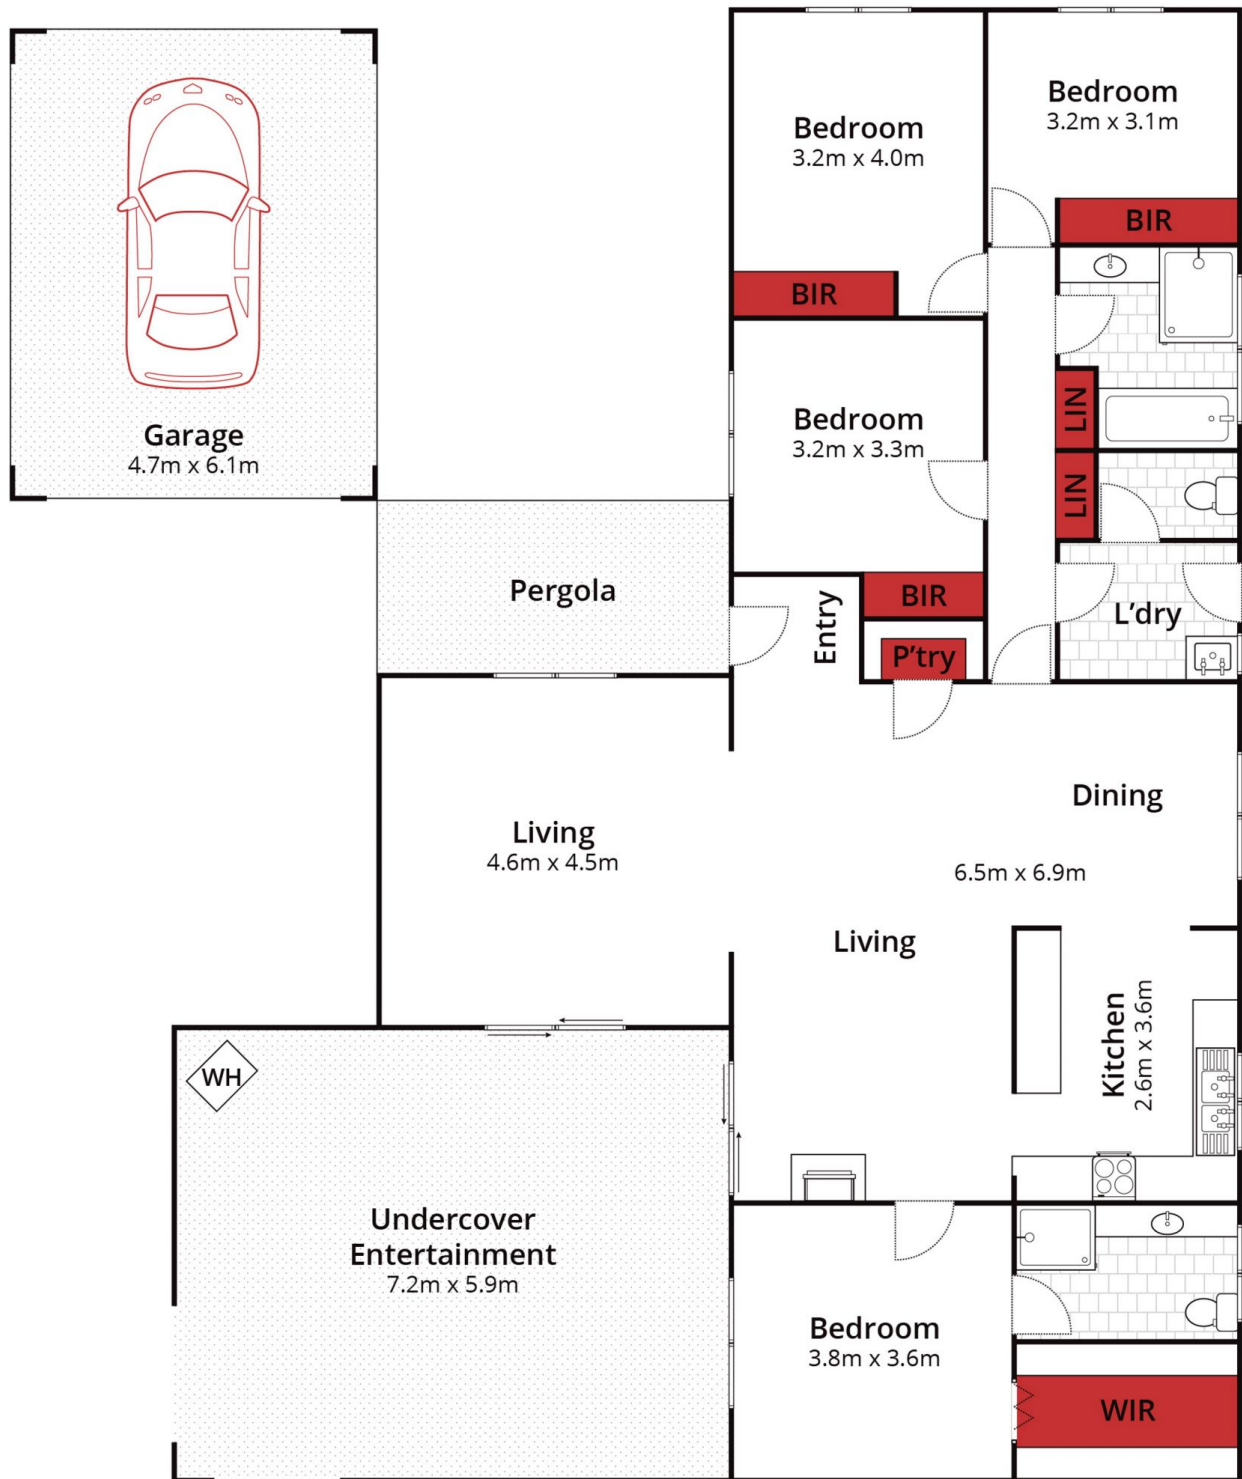 Bedroom
3.2m x 4.0m
Bedroom
3.2m x 3.1m
BIR
BIR
Garage
4.7m x 6.1m
Bedroom
3.2m x 3.3m
LIN
LIN
Pergola
Entry
BIR
P'try
L'dry
Living
4.6m x 4.5m
Dining
6.5m x 6.9m
Living
Kitchen
2.6m x 3.6m
WH
Undercover
Entertainment
7.2m x 5.9m
Bedroom
3.8m x 3.6m
WIR